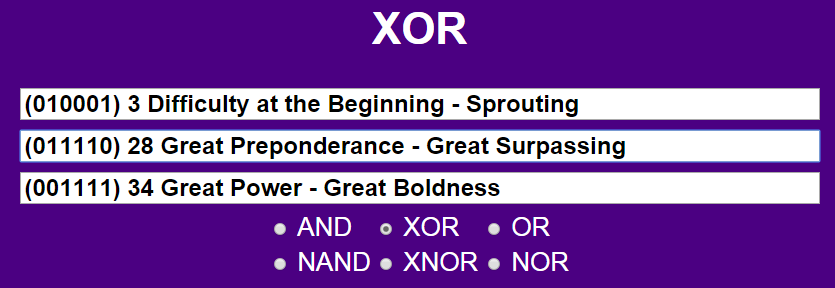 XOR
(010001) 3 Difficulty at the Beginning - Sprouting
(011110) 28 Great Preponderance - Great Surpassing
(001111) 34 Great Power - Great Boldness
AND XOR OR
NAND XNOR NOR